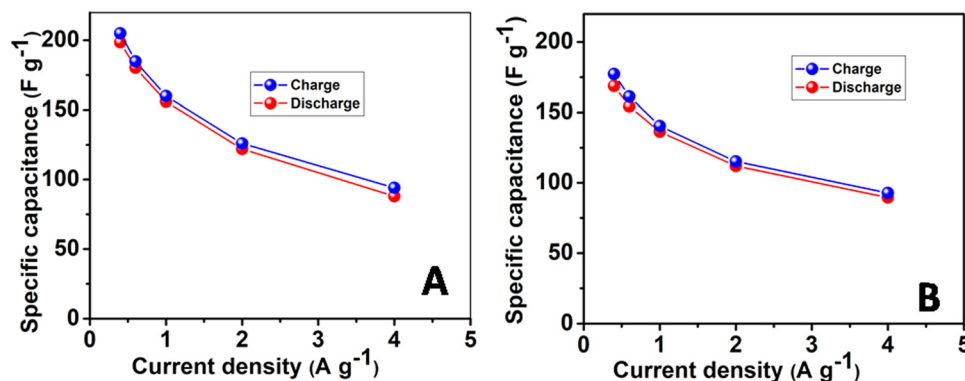 Specific capacitance (F g-1)
200
150
100
50
0
Charge
Discharge
A
0 1 2 3 4 5
Current density (A g-1)
Specific capacitance (F g-1)
200
150
100
50
0
Charge
Discharge
B
0 1 2 3 4 5
Current density (A g-1)